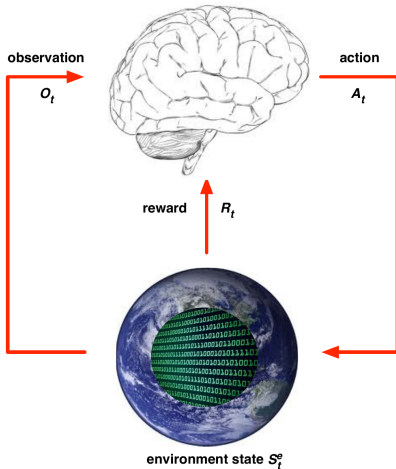 observation
action
O_t
A_t
reward R_t
environment state S_t^e